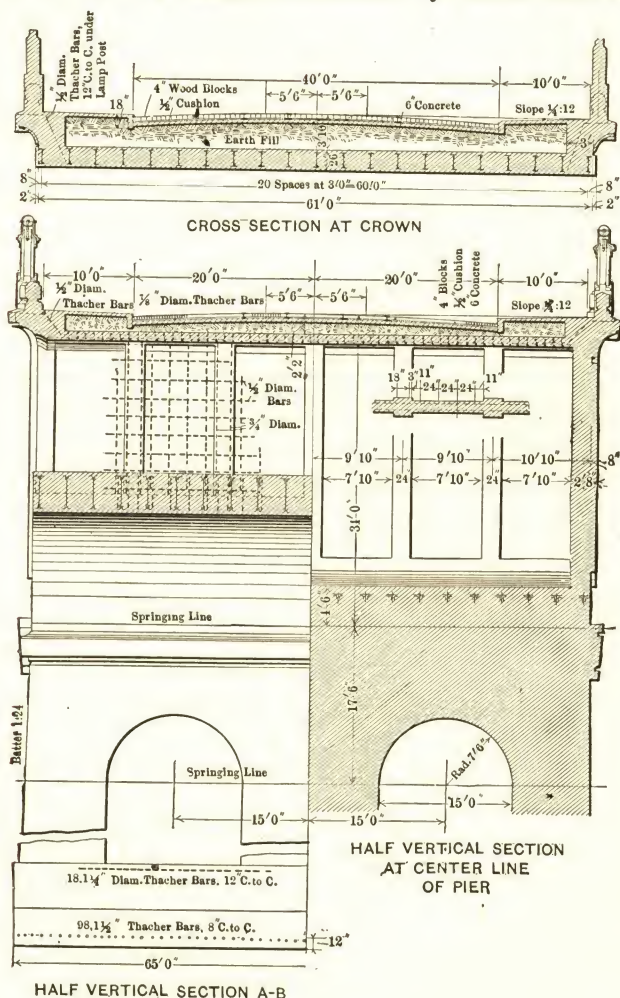 ½" Diam.
Thacher Bars,
12"C.to C. under
Lamp Post
18"
4" Wood Blocks
½" Cushion
40'0"
5'6"
5'6"
6" Concrete
10'0"
Slope ¼:12
Earth Fill
26"
3'
8"
2"
20 Spaces at 3'0"=60'0"
61'0"
8"
2"
CROSS SECTION AT CROWN
10'0"
20'0"
20'0"
10'0"
½" Diam.
Thacher Bars
Diam.Thacher Bars
5'6"
5'6"
4" Blocks
½" Cushion
6" Concrete
Slope
:12
2'2"
½" Diam.
Bars
¾" Diam.
18"
3"
11"
24"
24"
24"
11"
9'10"
9'10"
10'10"
8"
7'10"
24"
7'10"
24"
7'10"
2'8"
31'0"
4'6"
Springing Line
17'6"
Batter 1:24
Springing Line
Rad.7'6"
15'0"
15'0"
15'0"
HALF VERTICAL SECTION
AT CENTER LINE
OF PIER
18,1¼" Diam.Thacher Bars, 12"C.to C.
98,1½" Thacher Bars, 8"C.to C.
12"
65'0"
HALF VERTICAL SECTION A-B